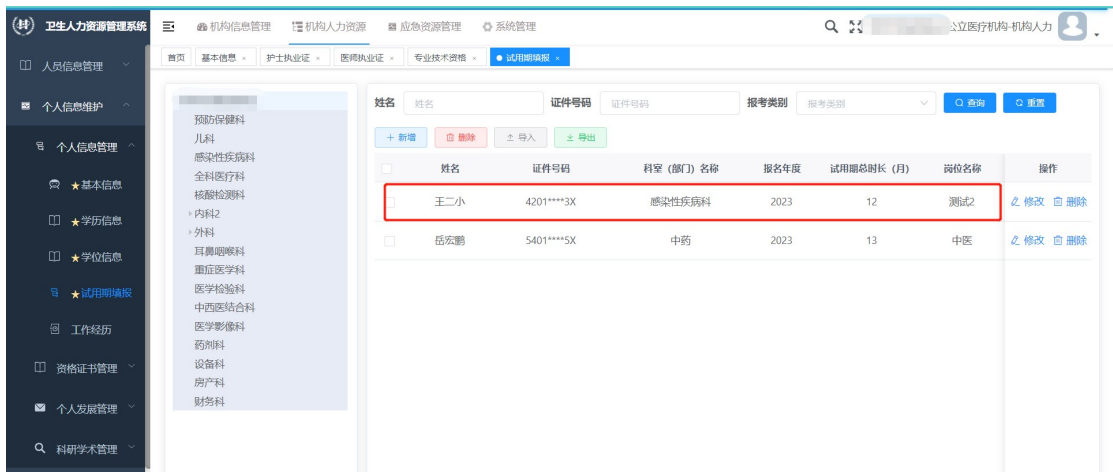 卫生人力资源管理系统 机构信息管理 机构人力资源 应急资源管理 系统管理 公立医疗机构-机构人力
首页 基本信息 × 护士执业证 × 医师执业证 × 专业技术资格 × 试用期填报 ×
人员信息管理
个人信息维护
个人信息管理
★基本信息
★学历信息
★学位信息
★试用期填报
工作经历
资格证书管理
个人发展管理
科研学术管理
预防保健科
儿科
感染性疾病科
全科医疗科
核酸检测科
内科2
外科
耳鼻咽喉科
重症医学科
医学检验科
中西医结合科
医学影像科
药剂科
设备科
房产科
财务科
姓名 姓名 证件号码 证件号码 报考类别 报考类别 查询 重置
+ 新增 删除 导入 导出
姓名 证件号码 科室（部门）名称 报名年度 试用期总时长（月） 岗位名称 操作
王二小 4201****3X 感染性疾病科 2023 12 测试2 修改 删除
岳宏鹏 5401****5X 中药 2023 13 中医 修改 删除